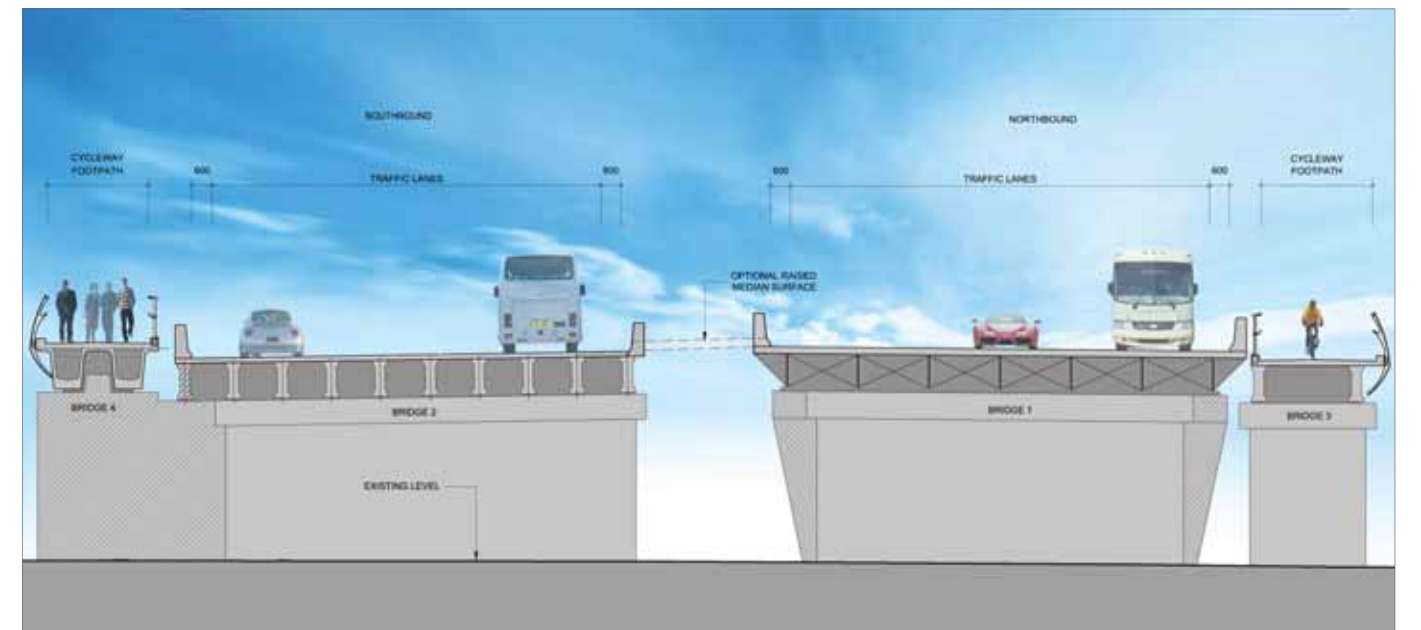 SOUTHBOUND
NORTHBOUND
CYCLEWAY
FOOTPATH
600
TRAFFIC LANES
600
600
TRAFFIC LANES
600
CYCLEWAY
FOOTPATH
OPTIONAL RAISED
MEDIAN SURFACE
BRIDGE 4
BRIDGE 2
BRIDGE 1
BRIDGE 3
EXISTING LEVEL